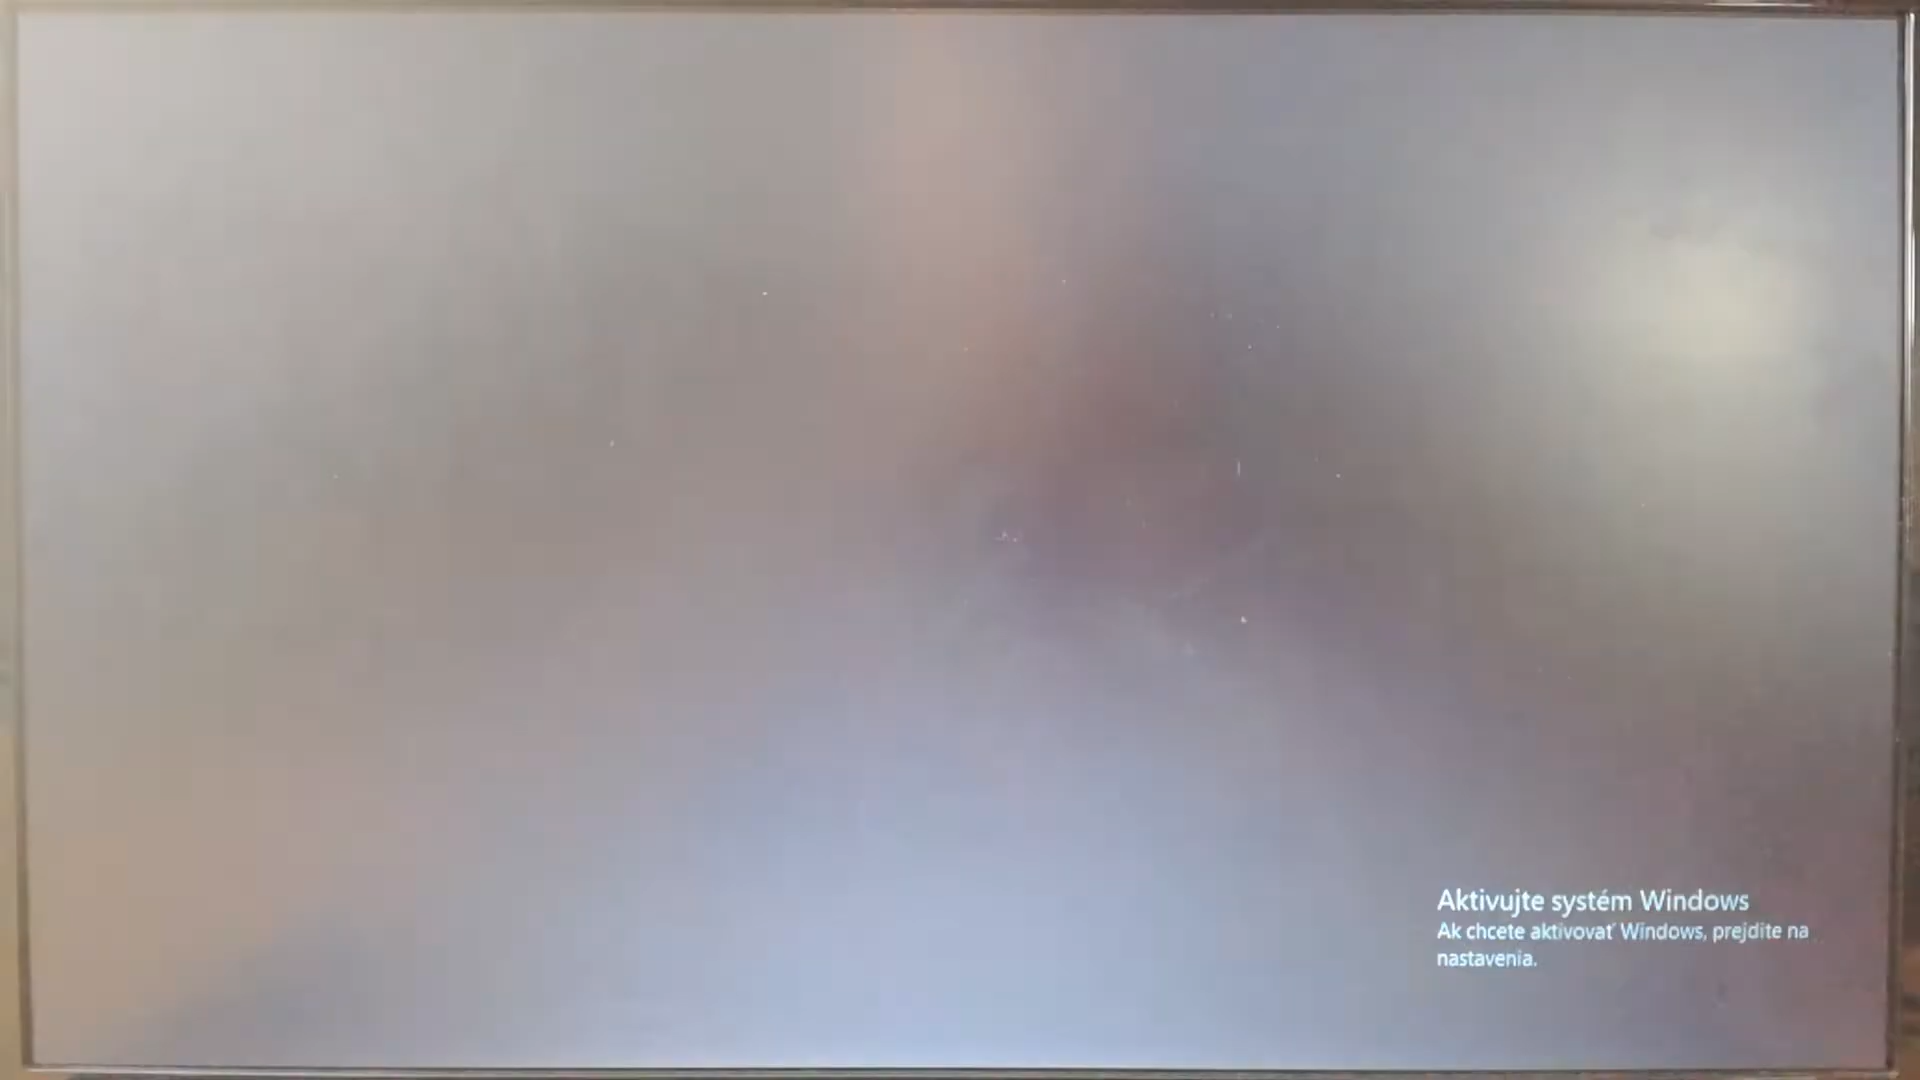 Aktivujte systém Windows
Ak chcete aktivovať Windows, prejdite na
nastavenia.